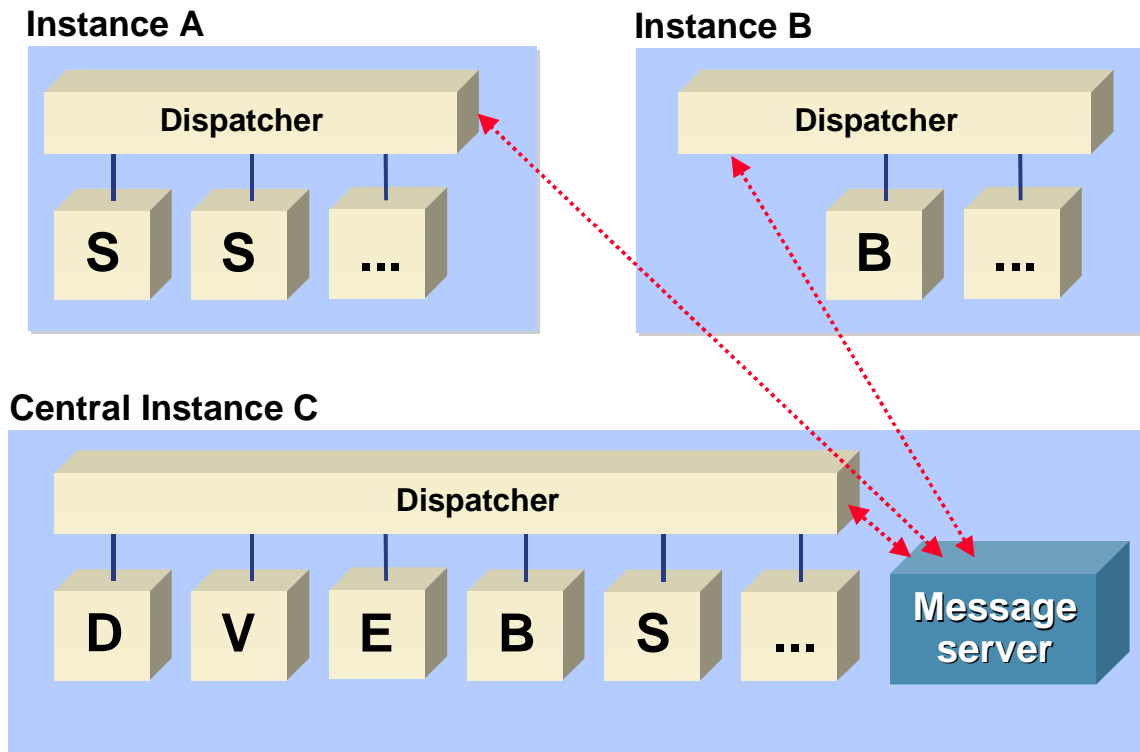 Instance A
Instance B
Dispatcher
Dispatcher
S
S
...
B
...
Central Instance C
Dispatcher
D
V
E
B
S
...
Message
server